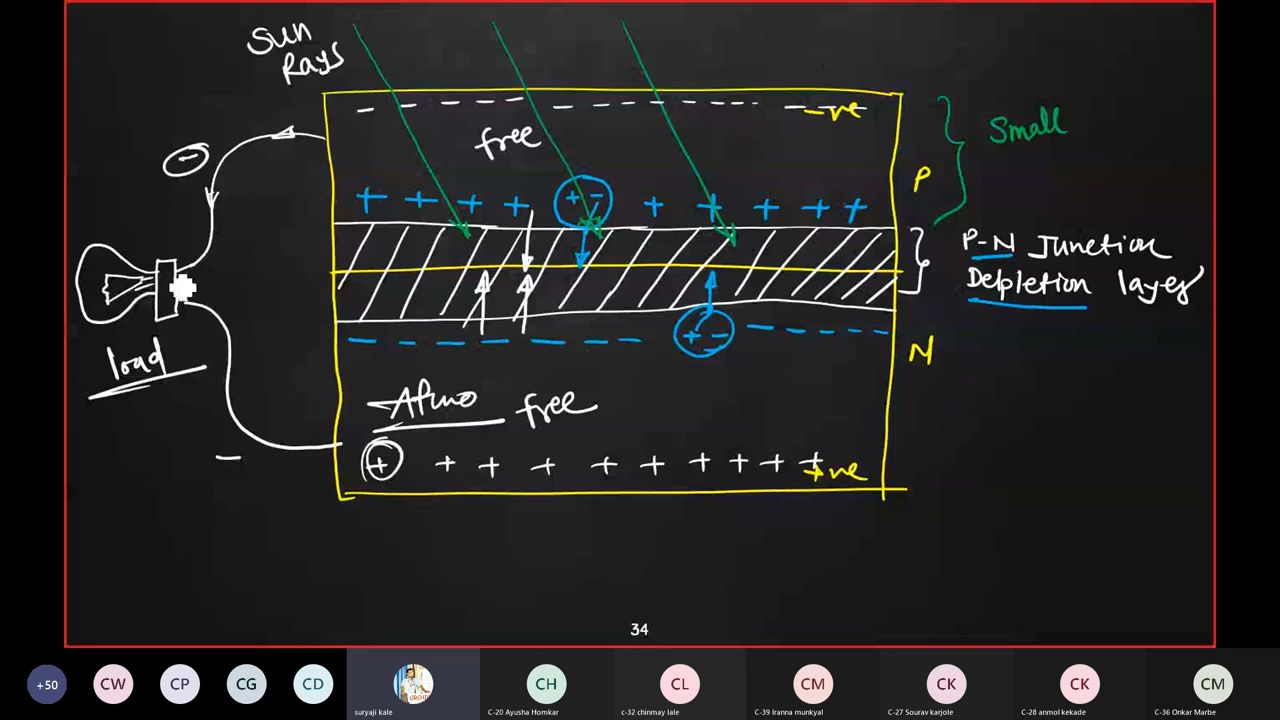 Sun
Rays
-ve
free
Small
P
+ + + + + - + + + + +
P-N Junction
Delpletion layer
+ -
N
load
free
+ + + + + + + + + +
+ve
34
+50
CW
CP
CG
CD
suryaji kale
CH
C-20 Ayusha Homkar
CL
c-32 chinmay lale
CM
C-39 Iranna munkyal
CK
C-27 Sourav karjole
CK
C-28 anmol kekade
CM
C-36 Onkar Marbe